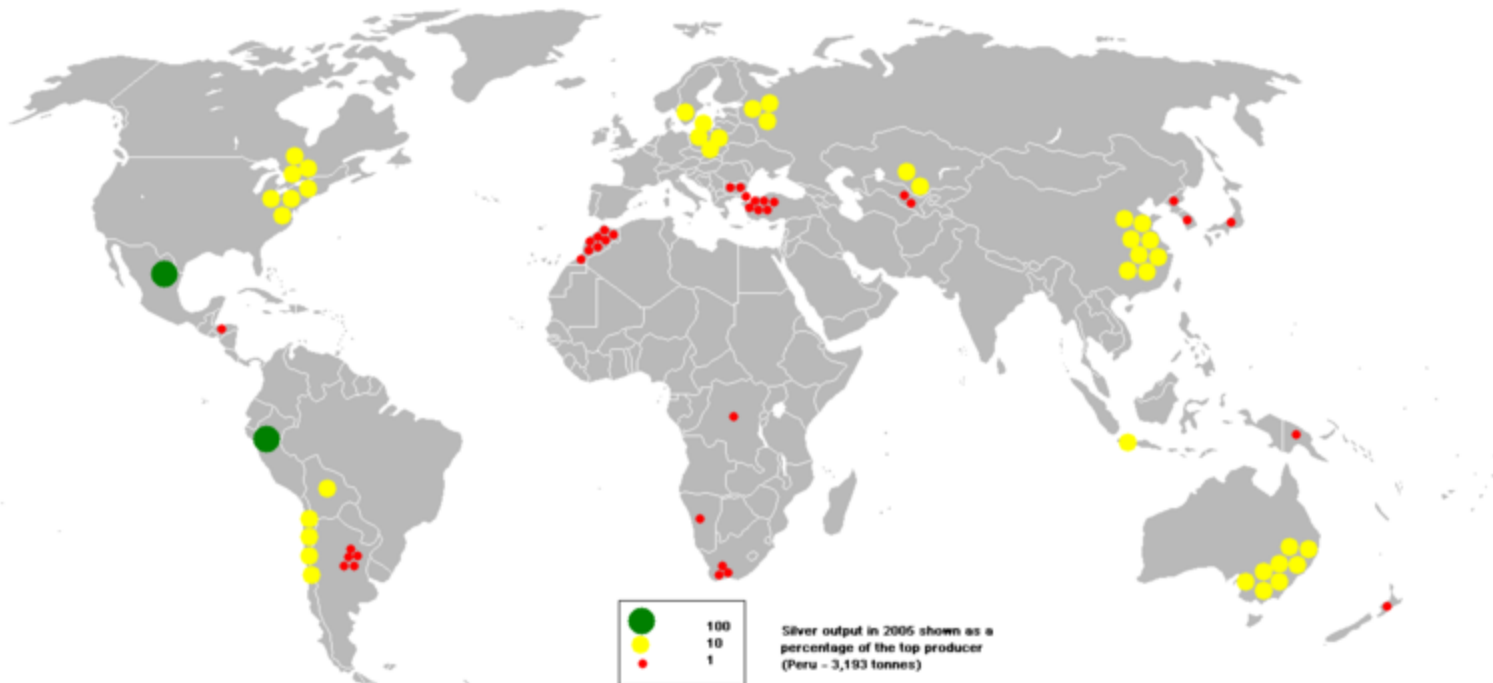 100
10
1
Silver output in 2005 shown as a
percentage of the top producer
(Peru - 3,193 tonnes)